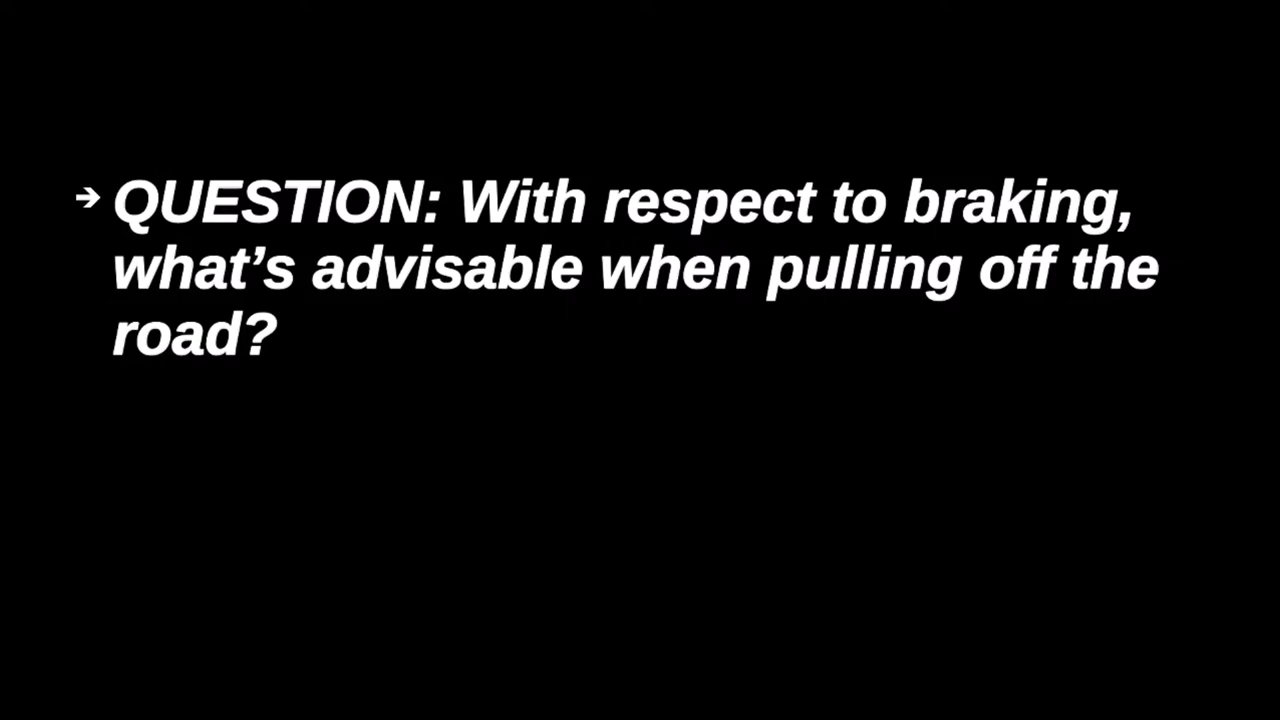 ➔ QUESTION: With respect to braking,
what’s advisable when pulling off the
road?